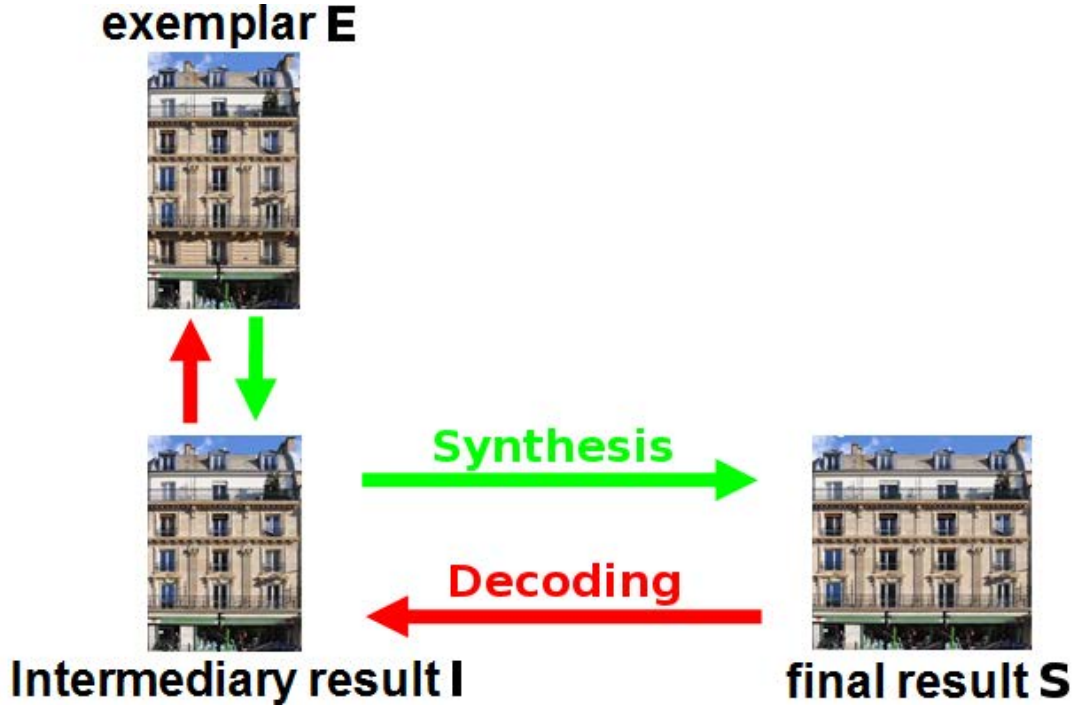 exemplar E
Synthesis
Decoding
Intermediary result I
final result S